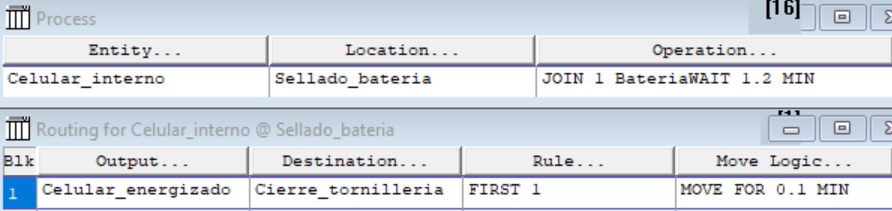 [16]
Process
Entity... Location... Operation...
Celular_interno Sellado_bateria JOIN 1 BateriaWAIT 1.2 MIN
Routing for Celular_interno @ Sellado_bateria
Blk Output... Destination... Rule... Move Logic...
1 Celular_energizado Cierre_tornilleria FIRST 1 MOVE FOR 0.1 MIN